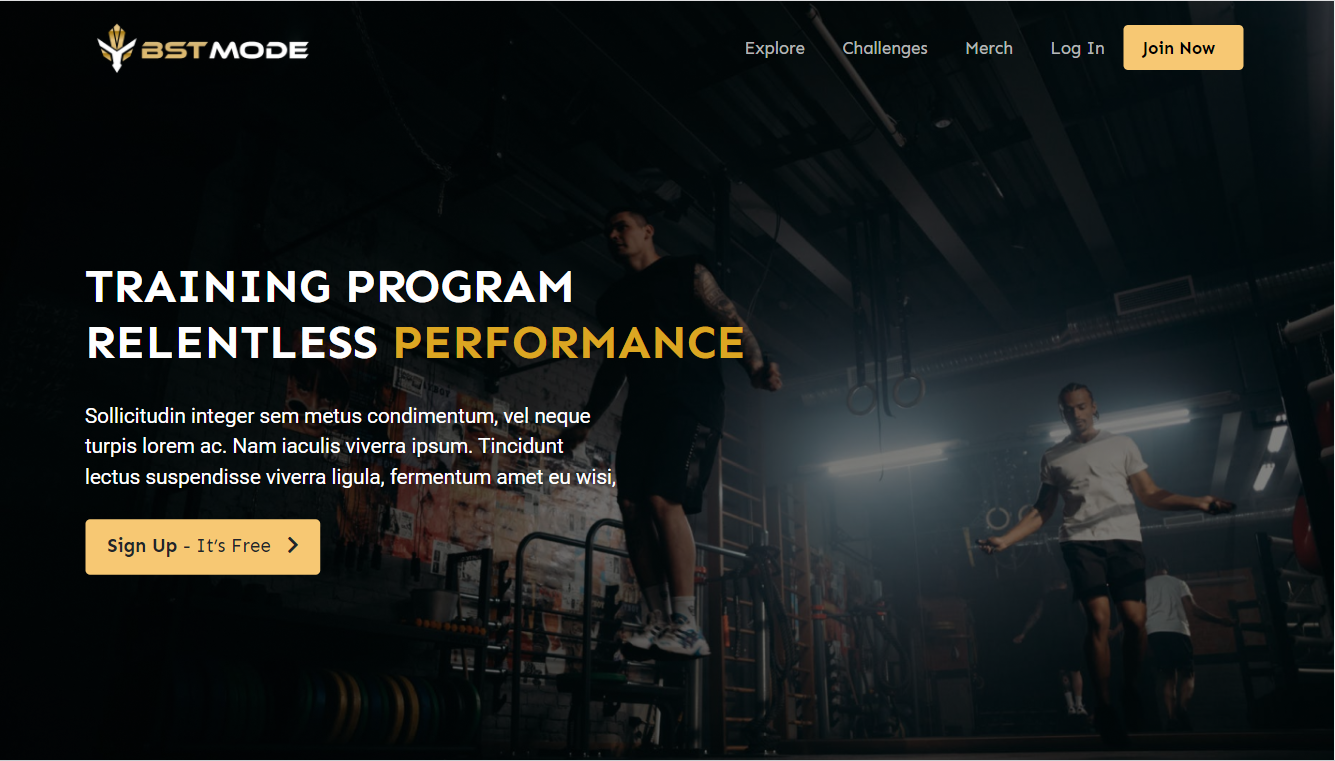 BSTMODE
Explore Challenges Merch Log In Join Now
TRAINING PROGRAM
RELENTLESS PERFORMANCE
Sollicitudin integer sem metus condimentum, vel neque
turpis lorem ac. Nam iaculis viverra ipsum. Tincidunt
lectus suspendisse viverra ligula, fermentum amet eu wisi,
Sign Up - It’s Free